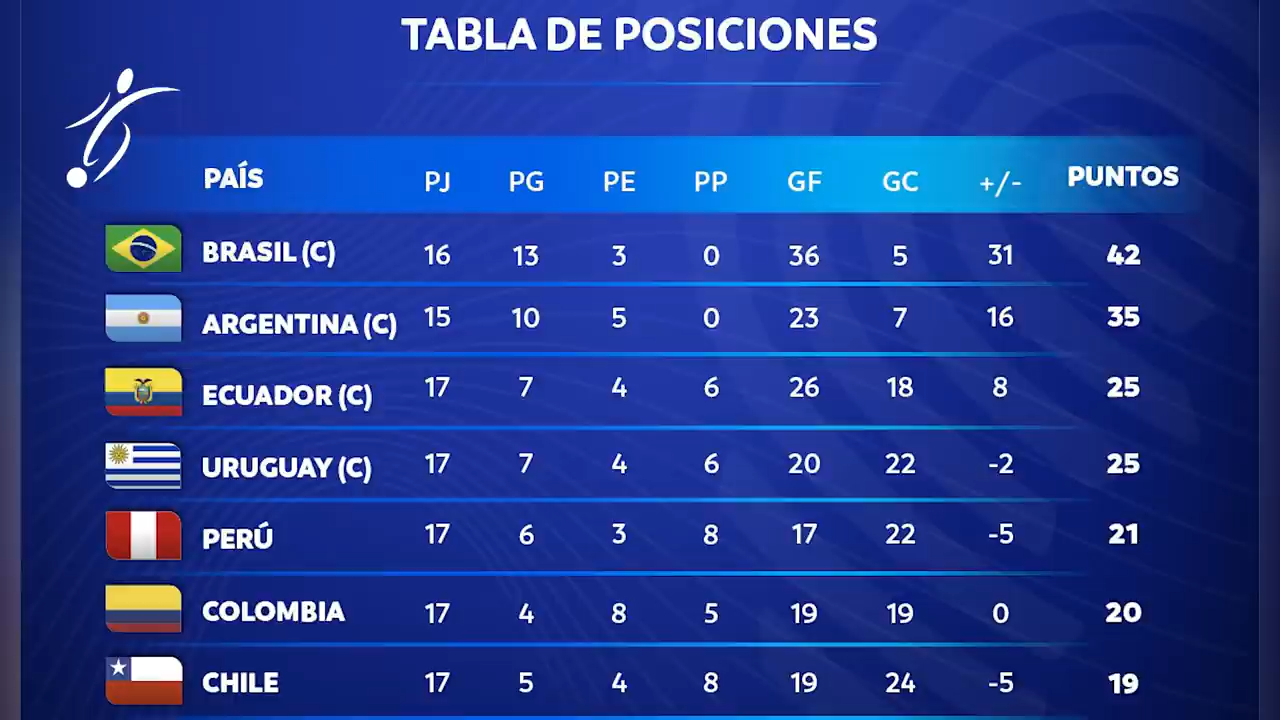 TABLA DE POSICIONES
PAÍS PJ PG PE PP GF GC +/- PUNTOS
BRASIL (C) 16 13 3 0 36 5 31 42
ARGENTINA (C) 15 10 5 0 23 7 16 35
ECUADOR (C) 17 7 4 6 26 18 8 25
URUGUAY (C) 17 7 4 6 20 22 -2 25
PERÚ 17 6 3 8 17 22 -5 21
COLOMBIA 17 4 8 5 19 19 0 20
CHILE 17 5 4 8 19 24 -5 19